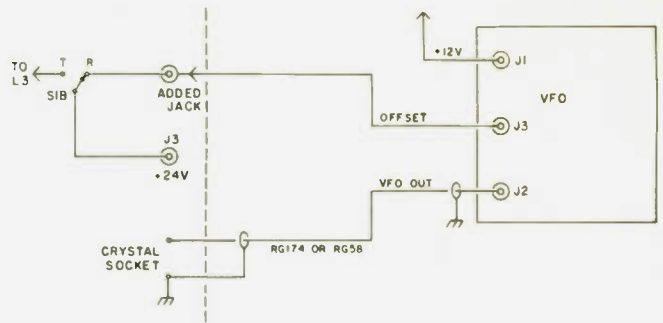 TO
L3
T
R
SIB
ADDED
JACK
J3
+24V
CRYSTAL
SOCKET
RG174 OR RG58
OFFSET
VFO OUT
+12V
J1
VFO
J3
J2